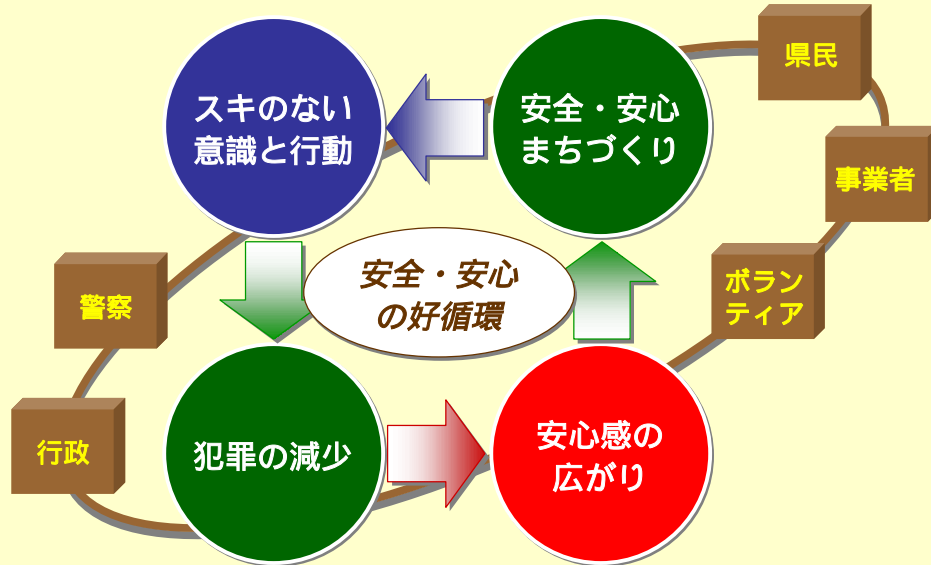 スキのない
意識と行動
安全・安心
まちづくり
県民
事業者
ボラン
ティア
安全・安心
の好循環
警察
行政
犯罪の減少
安心感の
広がり